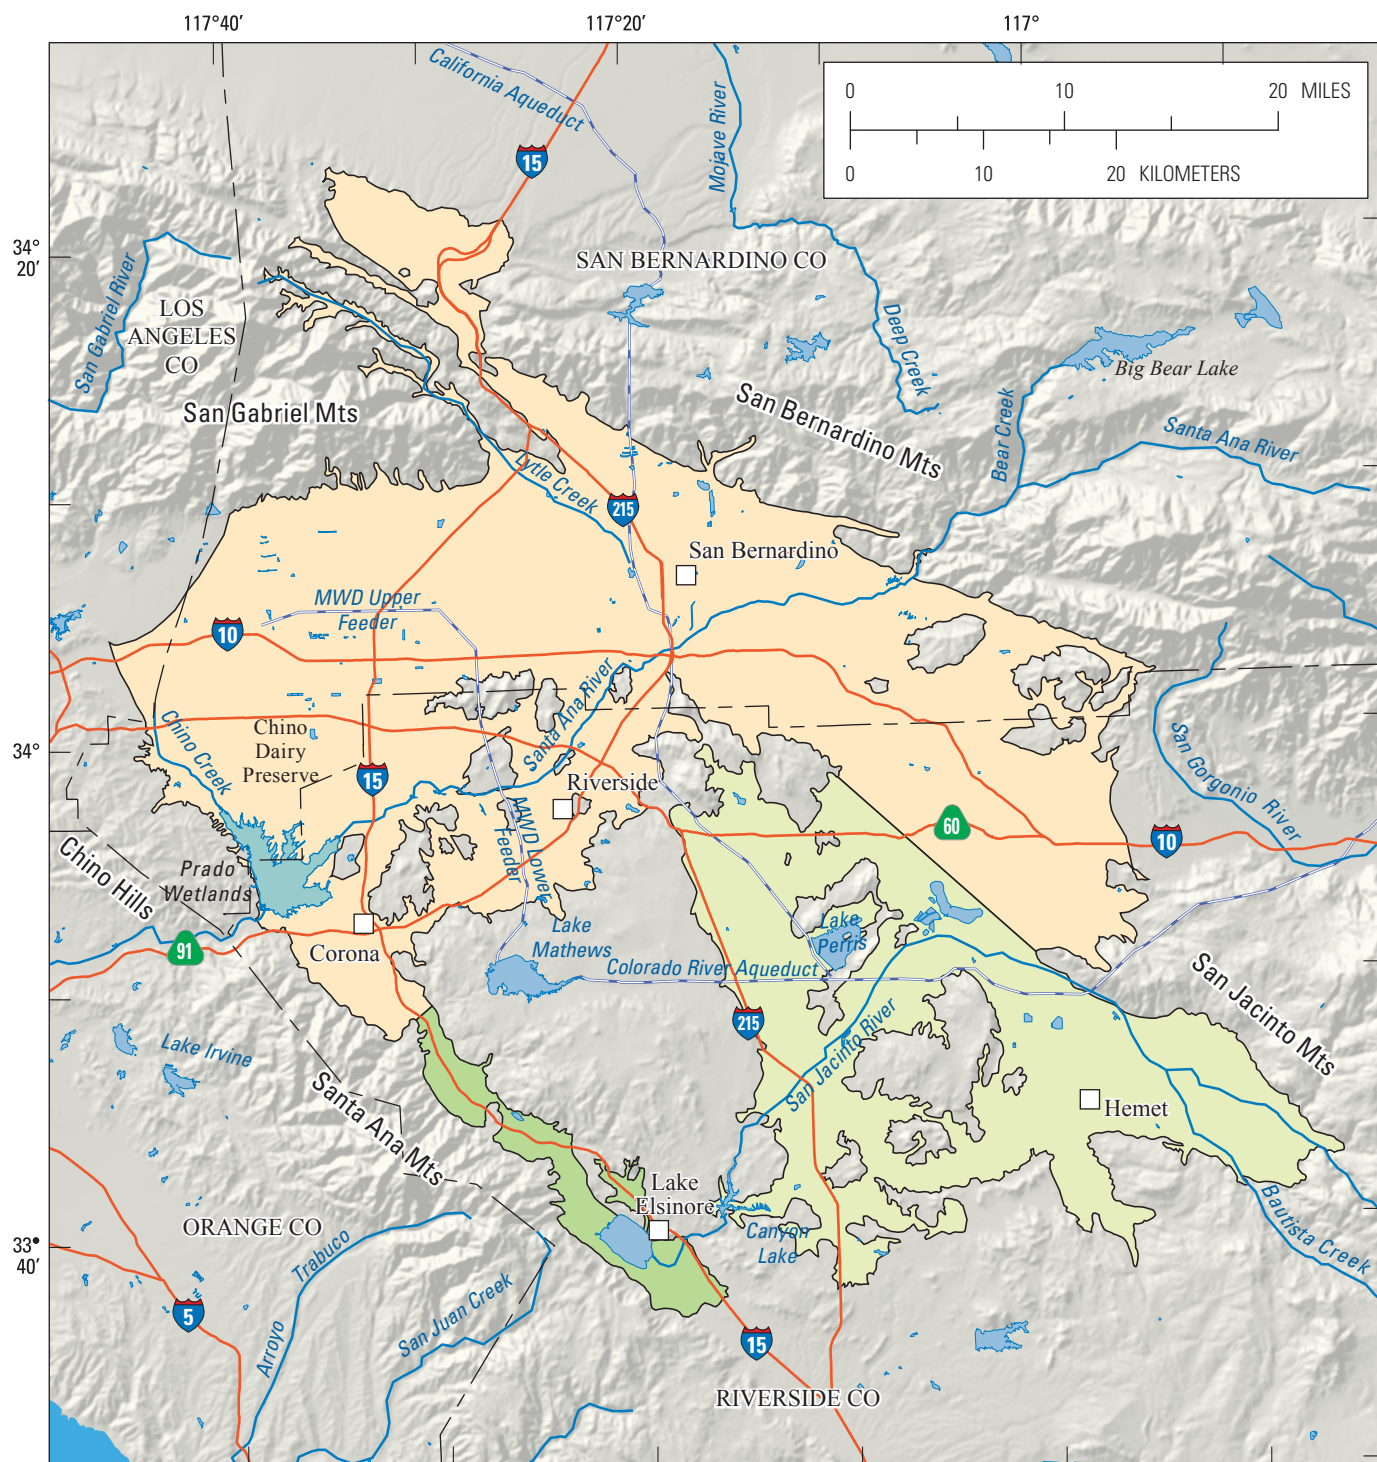 117°40′
117°20′
117°
California Aqueduct
Mojave River
0
10
20 MILES
0
10
20 KILOMETERS
15
34°
20′
San Gabriel River
SAN BERNARDINO CO
LOS
ANGELES
CO
Deep Creek
Big Bear Lake
San Gabriel Mts
San Bernardino Mts
Bear Creek
Santa Ana River
Lytle Creek
215
San Bernardino
MWD Upper
Feeder
10
Santa Ana River
Chino Creek
Chino
Dairy
Preserve
34°
15
Riverside
San Gorgonio River
MWD Lower
Feeder
60
10
Chino Hills
Prado
Wetlands
91
Corona
Lake
Mathews
Lake
Perris
Colorado River Aqueduct
San Jacinto Mts
215
San Jacinto River
Lake Irvine
Santa Ana Mts
Hemet
Lake
Elsinore
Canyon
Lake
Bautista Creek
ORANGE CO
33°
40′
Arroyo
Trabuco
San Juan Creek
5
15
RIVERSIDE CO